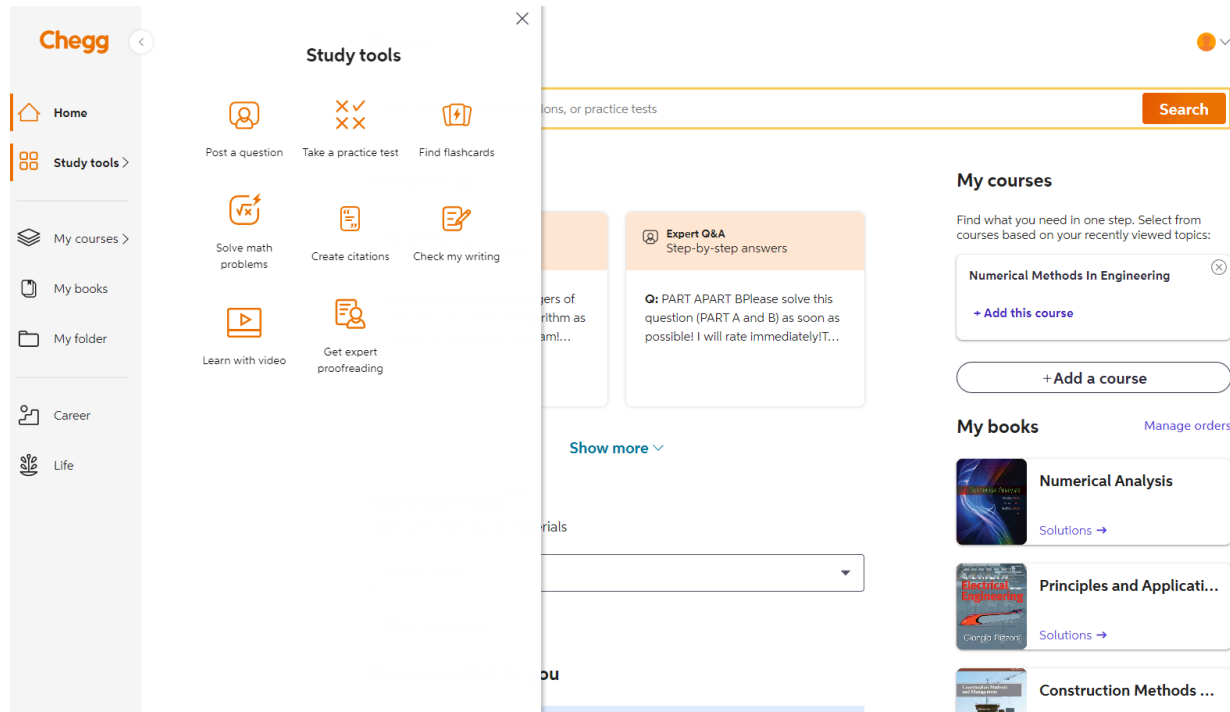 Chegg
Home
Study tools
My courses
My books
My folder
Career
Life
Study tools
Post a question
Take a practice test
Find flashcards
Solve math
problems
Create citations
Check my writing
Learn with video
Get expert
proofreading
ions, or practice tests
Search
gers of
rithm as
am!...
Expert Q&A
Step-by-step answers
Q: PART APART BPlease solve this
question (PART A and B) as soon as
possible! I will rate immediately!T...
Show more
rials
ou
My courses
Find what you need in one step. Select from
courses based on your recently viewed topics:
Numerical Methods In Engineering
+ Add this course
+Add a course
My books
Manage orders
Numerical Analysis
Solutions →
Electrical
Engineering
Giorgio Rizzoni
Principles and Applicati...
Solutions →
Construction Methods ...